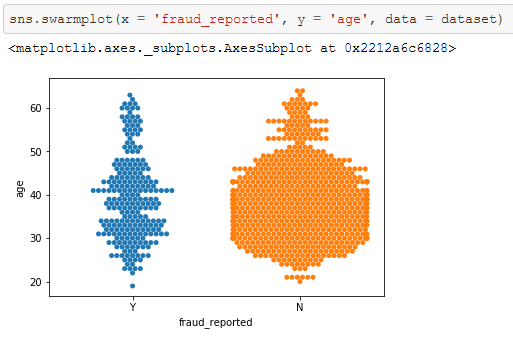 sns.swarmplot(x = 'fraud_reported', y = 'age', data = dataset)
<matplotlib.axes._subplots.AxesSubplot at 0x2212a6c6828>
60
50
age
40
30
20
Y N
fraud_reported